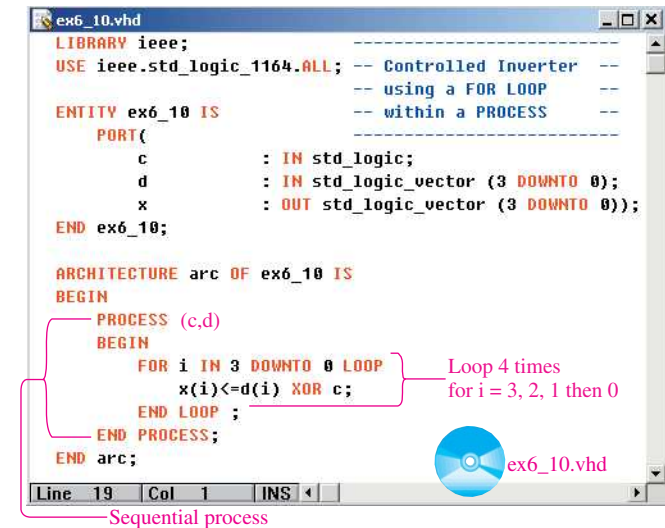 ex6_10.vhd
LIBRARY ieee; --------------------------
USE ieee.std_logic_1164.ALL; -- Controlled Inverter --
-- using a FOR LOOP --
ENTITY ex6_10 IS -- within a PROCESS --
PORT( --------------------------
c : IN std_logic;
d : IN std_logic_vector (3 DOWNTO 0);
x : OUT std_logic_vector (3 DOWNTO 0));
END ex6_10;
ARCHITECTURE arc OF ex6_10 IS
BEGIN
PROCESS (c,d)
BEGIN
FOR i IN 3 DOWNTO 0 LOOP
x(i)<=d(i) XOR c;
END LOOP ;
END PROCESS;
END arc;
Loop 4 times
for i = 3, 2, 1 then 0
ex6_10.vhd
Line 19 Col 1 INS
Sequential process